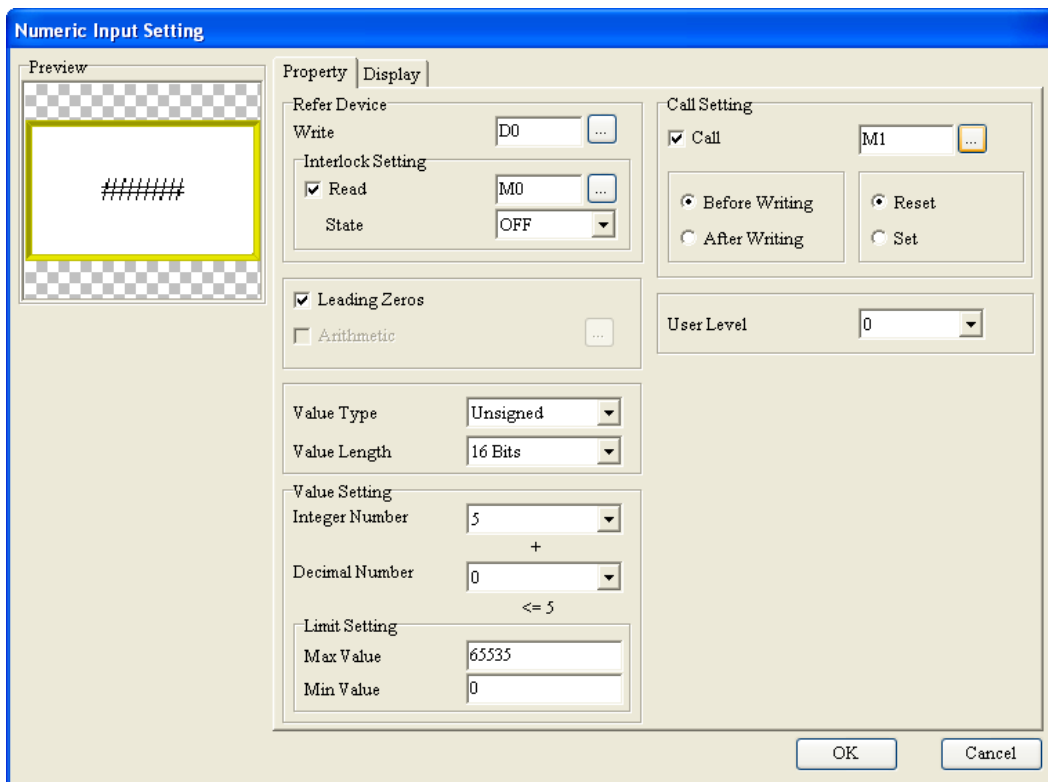 Numeric Input Setting
Preview
######
Property
Display
Refer Device
Write
D0
...
Interlock Setting
Read
M0
...
State
OFF
Leading Zeros
Arithmetic
...
Value Type
Unsigned
Value Length
16 Bits
Value Setting
Integer Number
5
+
Decimal Number
0
<= 5
Limit Setting
Max Value
65535
Min Value
0
Call Setting
Call
M1
...
Before Writing
After Writing
Reset
Set
User Level
0
OK
Cancel